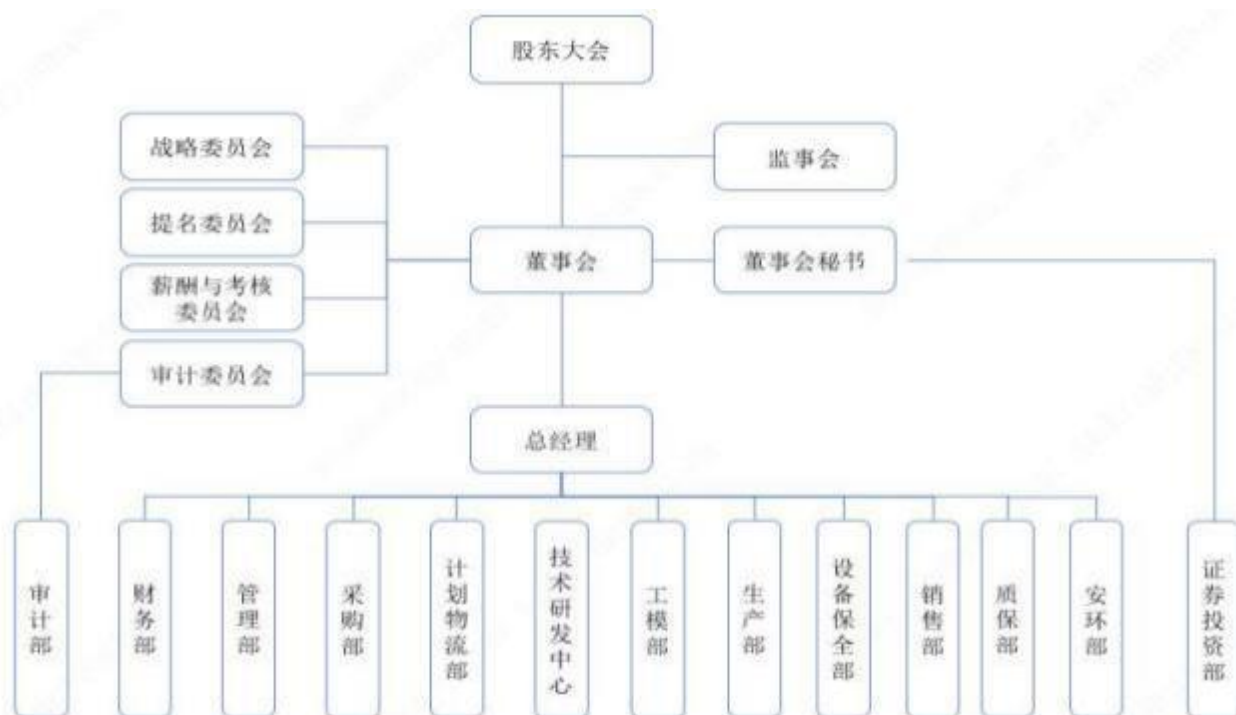 股东大会
战略委员会
监事会
提名委员会
董事会
董事会秘书
薪酬与考核
委员会
审计委员会
总经理
审计部
财务部
管理部
采购部
计划物流部
技术研发中心
工模部
生产部
设备保全部
销售部
质保部
安环部
证券投资部